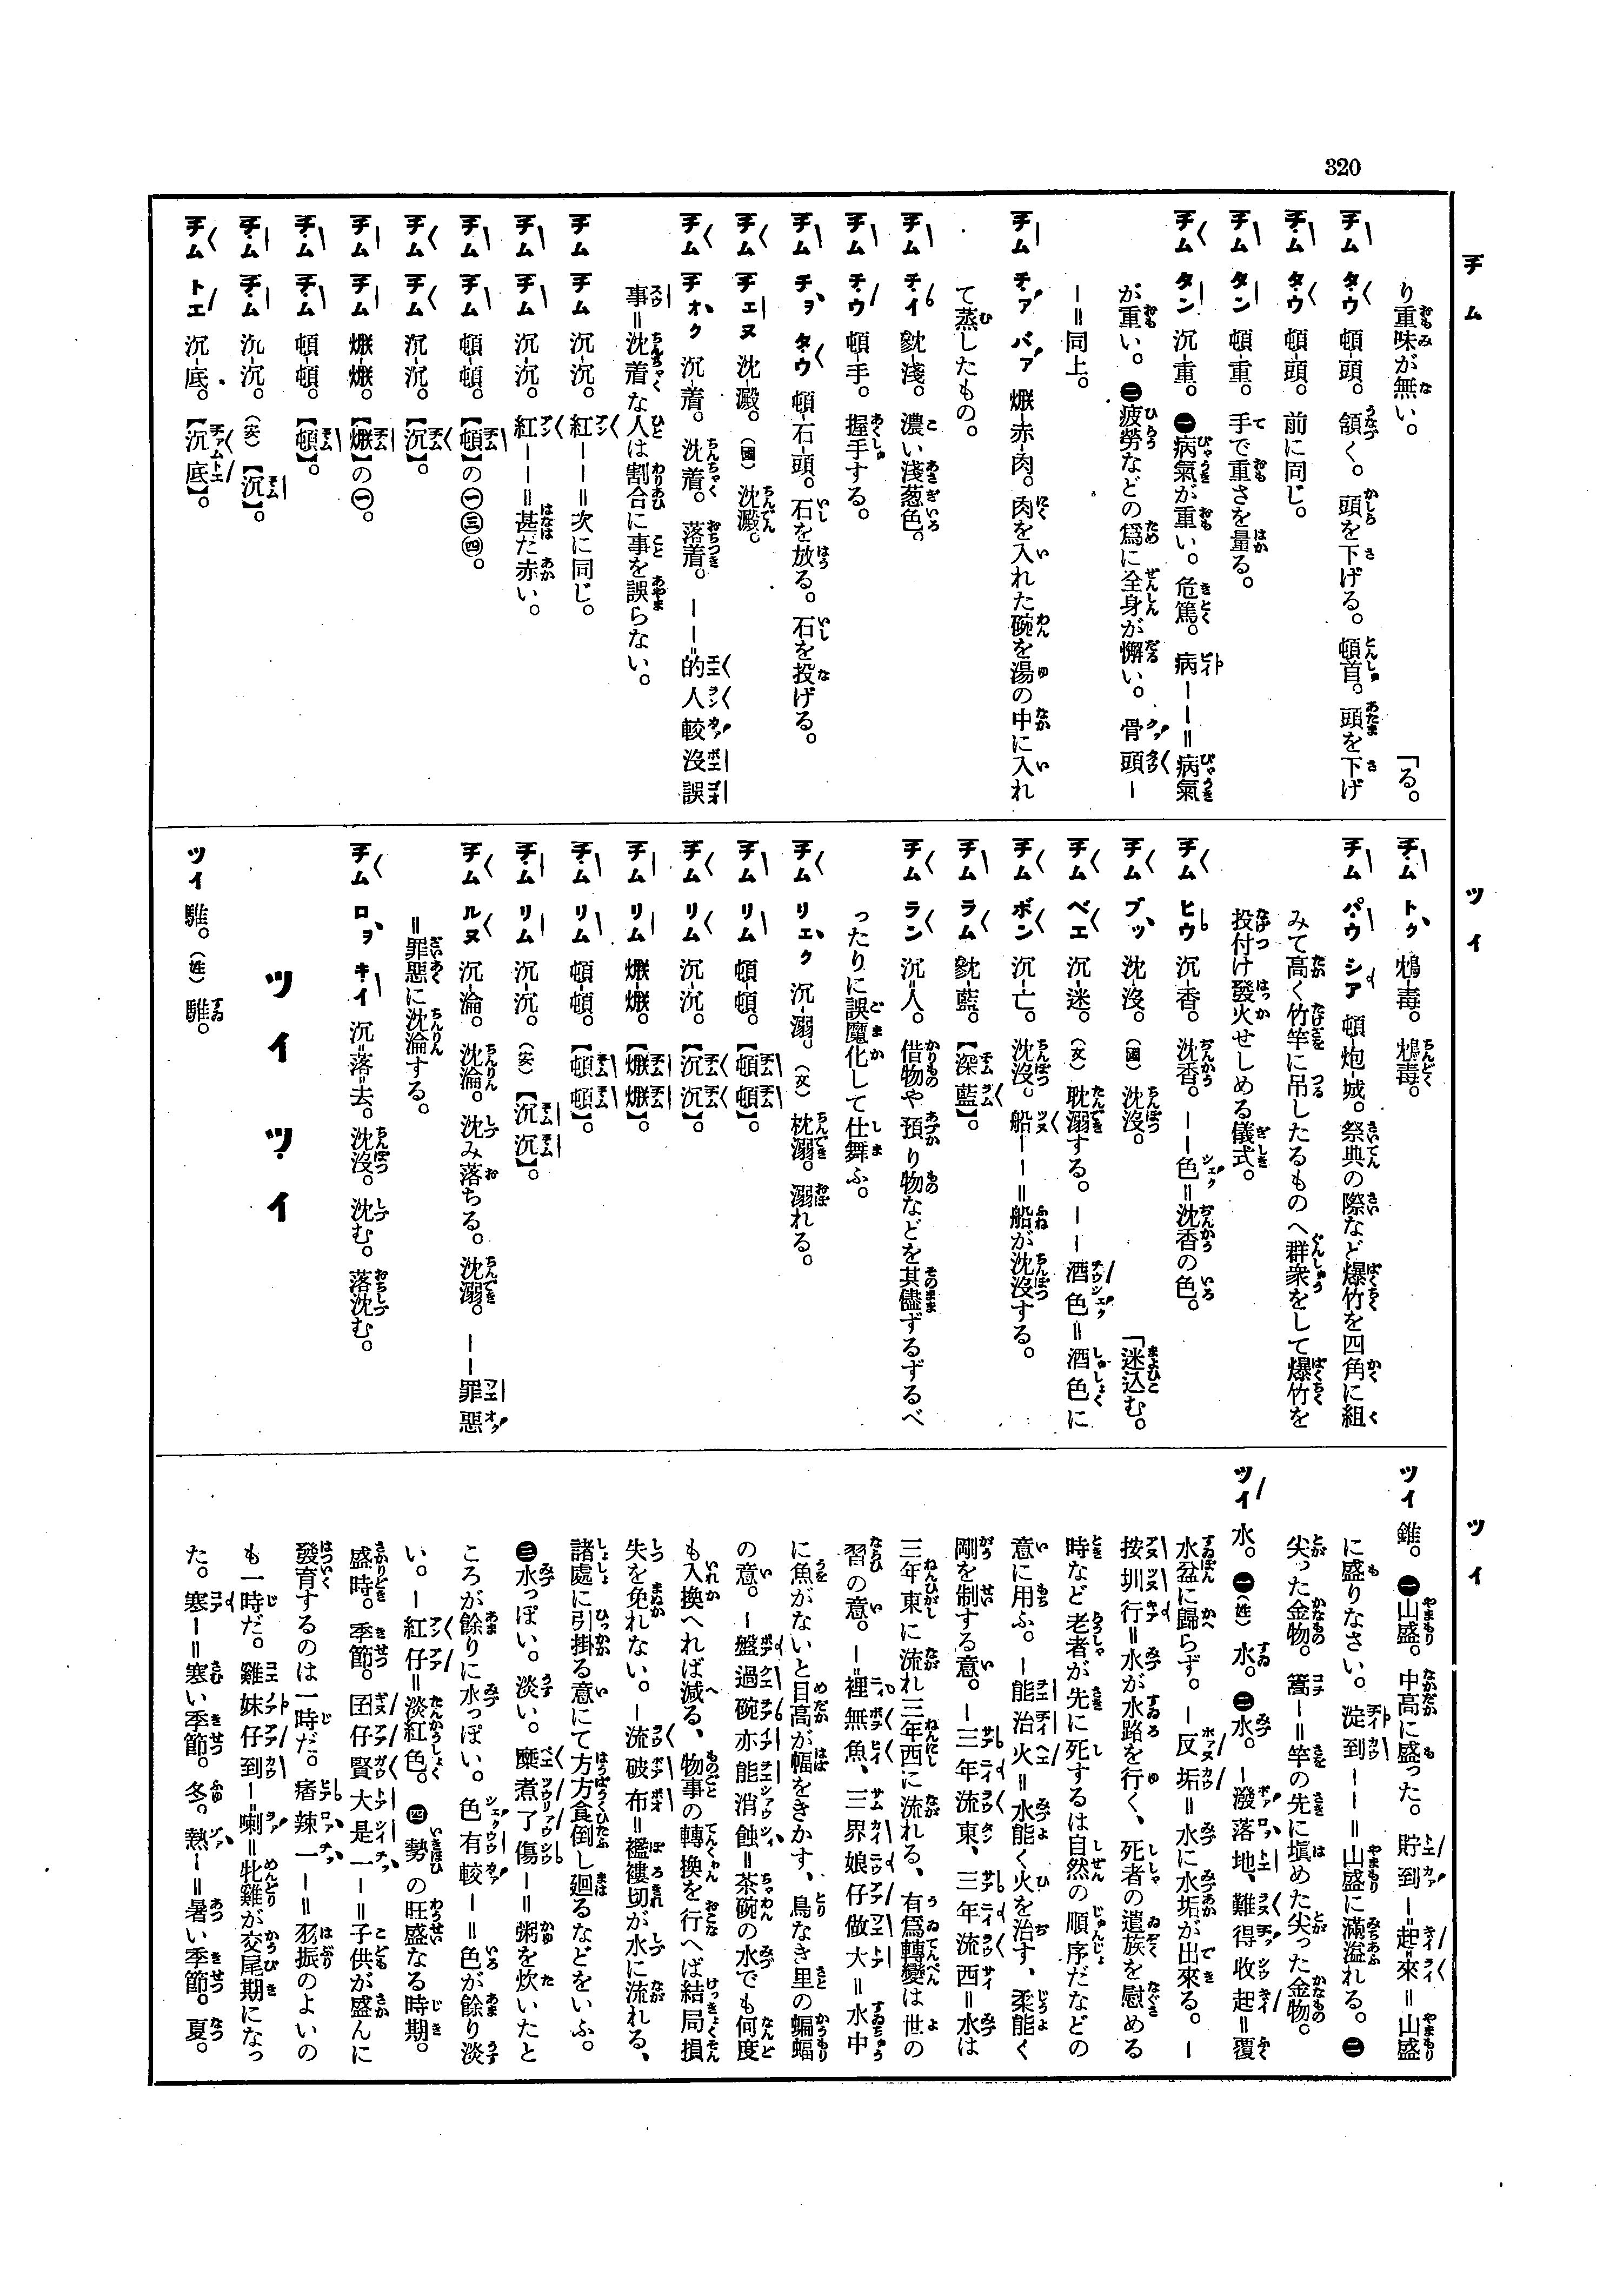 320
チム
ツイ
ツイ
り重味が無い。「る。
チム タウ 頓-頭。頷く。頭を下げる。頓首。頭を下げ
チム タウ 頓-頭。前に同じ。
チム タン 頓-重。手で重さを量る。
チム タン 沉-重。㊀病氣が重い。危篤。病――＝病氣
が重い。㊁疲勞などの爲に全身が懈い。骨頭―
―＝同上。
チム チァ バァ 㷼-赤-肉。肉を入れた碗を湯の中に入れ
て蒸したもの。
チム チイ 淺。濃い淺葱色。
チム チウ 頓-手。握手する。
チム チヲ タウ 頓-石-頭。石を放る。石を投げる。
チム チェヌ 沈-澱。（國）沈澱。
チム チオク 沉-着。沈着。落着。――＝的人較沒誤
事＝沈着な人は割合に事を誤らない。
チム チム 沉-沉。紅――＝次に同じ。
チム チム 沉-沉。紅――＝甚だ赤い。
チム チム 頓-頓。【頓】の㊀㊂㊃。
チム チム 沉-沉。【沉】。
チム チム 㷼-㷼。【㷼】の㊀。
チム チム 頓-頓。【頓】。
チム チム 沉-沉。（安）【沉】。
チム トエ 沉-底。【沉底】。
チム トク 鴆-毒。鴆毒。
チム パウ シア 頓-炮-城。祭典の際など爆竹を四角に組
みて高く竹竿に吊したるものへ群衆をして爆竹を
投付け發火せしめる儀式。
チム ヒウ 沉-香。沈香。――色＝沈香の色。
チム ブッ 沈-沒。（國）沈沒。「迷込む。
チム ベエ 沉-迷。（文）耽溺する。――酒色＝酒色に
チム ボン 沉-亡。沈沒。船――＝船が沈沒する。
チム ラム 藍。【深藍】。
チム ラン 沉-人。借物や預り物などを其儘ずるずるべ
ったりに誤魔化して仕舞ふ。
チム リエク 沉-溺。（文）枕溺。溺れる。
チム リム 頓-頓。【頓頓】。
チム リム 沉-沉。【沉沉】。
チム リム 㷼-㷼。【㷼㷼】。
チム リム 頓-頓。【頓頓】。
チム リム 沉-沉。（安）【沉沉】。
チム ルヌ 沉-淪。沈淪。沈み落ちる。沈溺。――罪惡
＝罪惡に沈淪する。
チム ロヲ キイ 沉＝落＝去。沈沒。沈む。落沈む。
ツイ ツイ
ツイ 騅。（姓）騅。
ツイ 錐。㊀山盛。中高に盛った。貯到―＝起＝來＝山盛
に盛りなさい。淀到――＝山盛に滿溢れる。㊁
尖った金物。篙―＝竿の先に塡めた尖った金物。
ツイ 水。㊀（姓）水。㊁水。―潑落地、難得收起＝覆
水盆に歸らず。―反垢＝水に水垢が出來る。―
按圳行＝水が水路を行く、死者の遺族を慰める
時など老者が先に死するは自然の順序だなどの
意に用ふ。―能治火＝水能く火を治す、柔能く
剛を制する意。―三年流東、三年流西＝水は
三年東に流れ三年西に流れる、有爲轉變は世の
習の意。―＝裡無魚、三界娘仔做大＝水中
に魚がないと目高が幅をきかす、鳥なき里の蝙蝠
の意。―盤過碗亦能消蝕＝茶碗の水でも何度
も入換へれば減る、物事の轉換を行へば結局損
失を免れない。―流破布＝襤褸切が水に流れる、
諸處に引掛る意にて方方食倒し廻るなどをいふ。
㊂水っぽい。淡い。糜煮了傷―＝粥を炊いたと
ころが餘りに水っぽい。色有較―＝色が餘り淡
い。―紅仔＝淡紅色。㊃勢の旺盛なる時期。
盛時。季節。囝仔賢大是一―＝子供が盛んに
發育するのは一時だ。㾪辣一―＝羽振のよいの
も一時だ。雞妹仔到―＝喇＝牝雞が交尾期になっ
た。寒―＝寒い季節。冬。熱―＝暑い季節。夏。